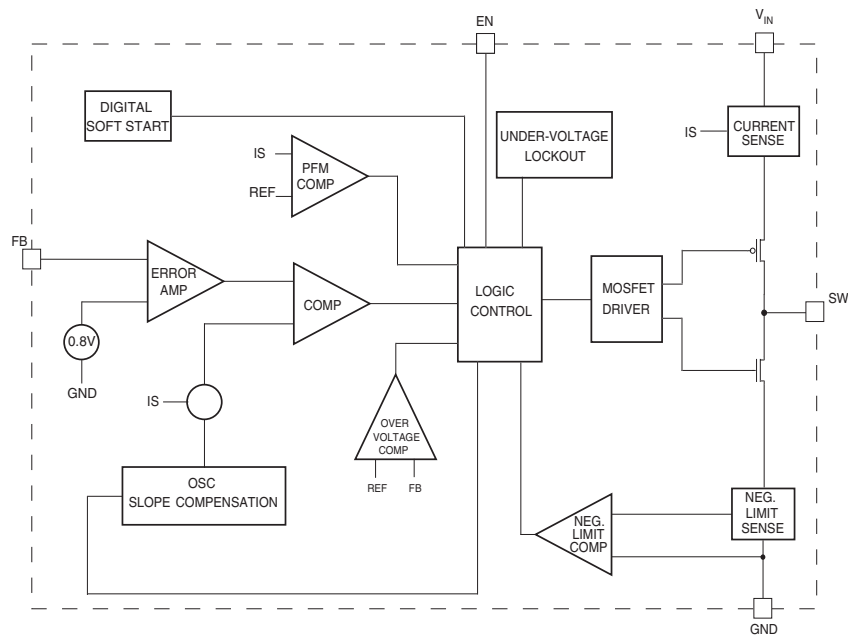 EN
VIN
DIGITAL
SOFT START
UNDER-VOLTAGE
LOCKOUT
IS
CURRENT
SENSE
IS
REF
PFM
COMP
FB
ERROR
AMP
COMP
LOGIC
CONTROL
MOSFET
DRIVER
SW
0.8V
GND
IS
OVER
VOLTAGE
COMP
REF
FB
OSC
SLOPE COMPENSATION
NEG.
LIMIT
COMP
NEG.
LIMIT
SENSE
GND